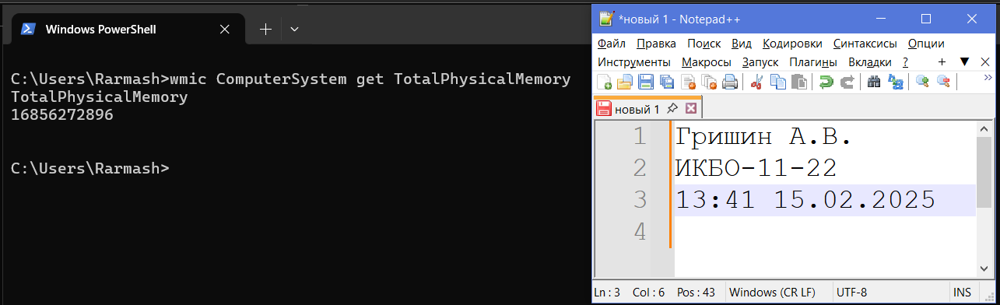 Windows PowerShell
C:\Users\Rarmash>wmic ComputerSystem get TotalPhysicalMemory
TotalPhysicalMemory
16856272896
C:\Users\Rarmash>
*новый 1 - Notepad++
Файл Правка Поиск Вид Кодировки Синтаксисы Опции
Инструменты Макросы Запуск Плагины Вкладки ? + ▼ X
новый 1
1 Гришин А.В.
2 ИКБО-11-22
3 13:41 15.02.2025
4
Ln : 3 Col : 6 Pos : 43 Windows (CR LF) UTF-8 INS